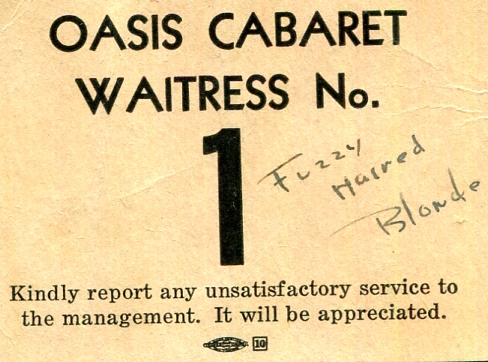 OASIS CABARET
WAITRESS No.
1
Fuzzy
Haired
Blonde
Kindly report any unsatisfactory service to
the management. It will be appreciated.
10